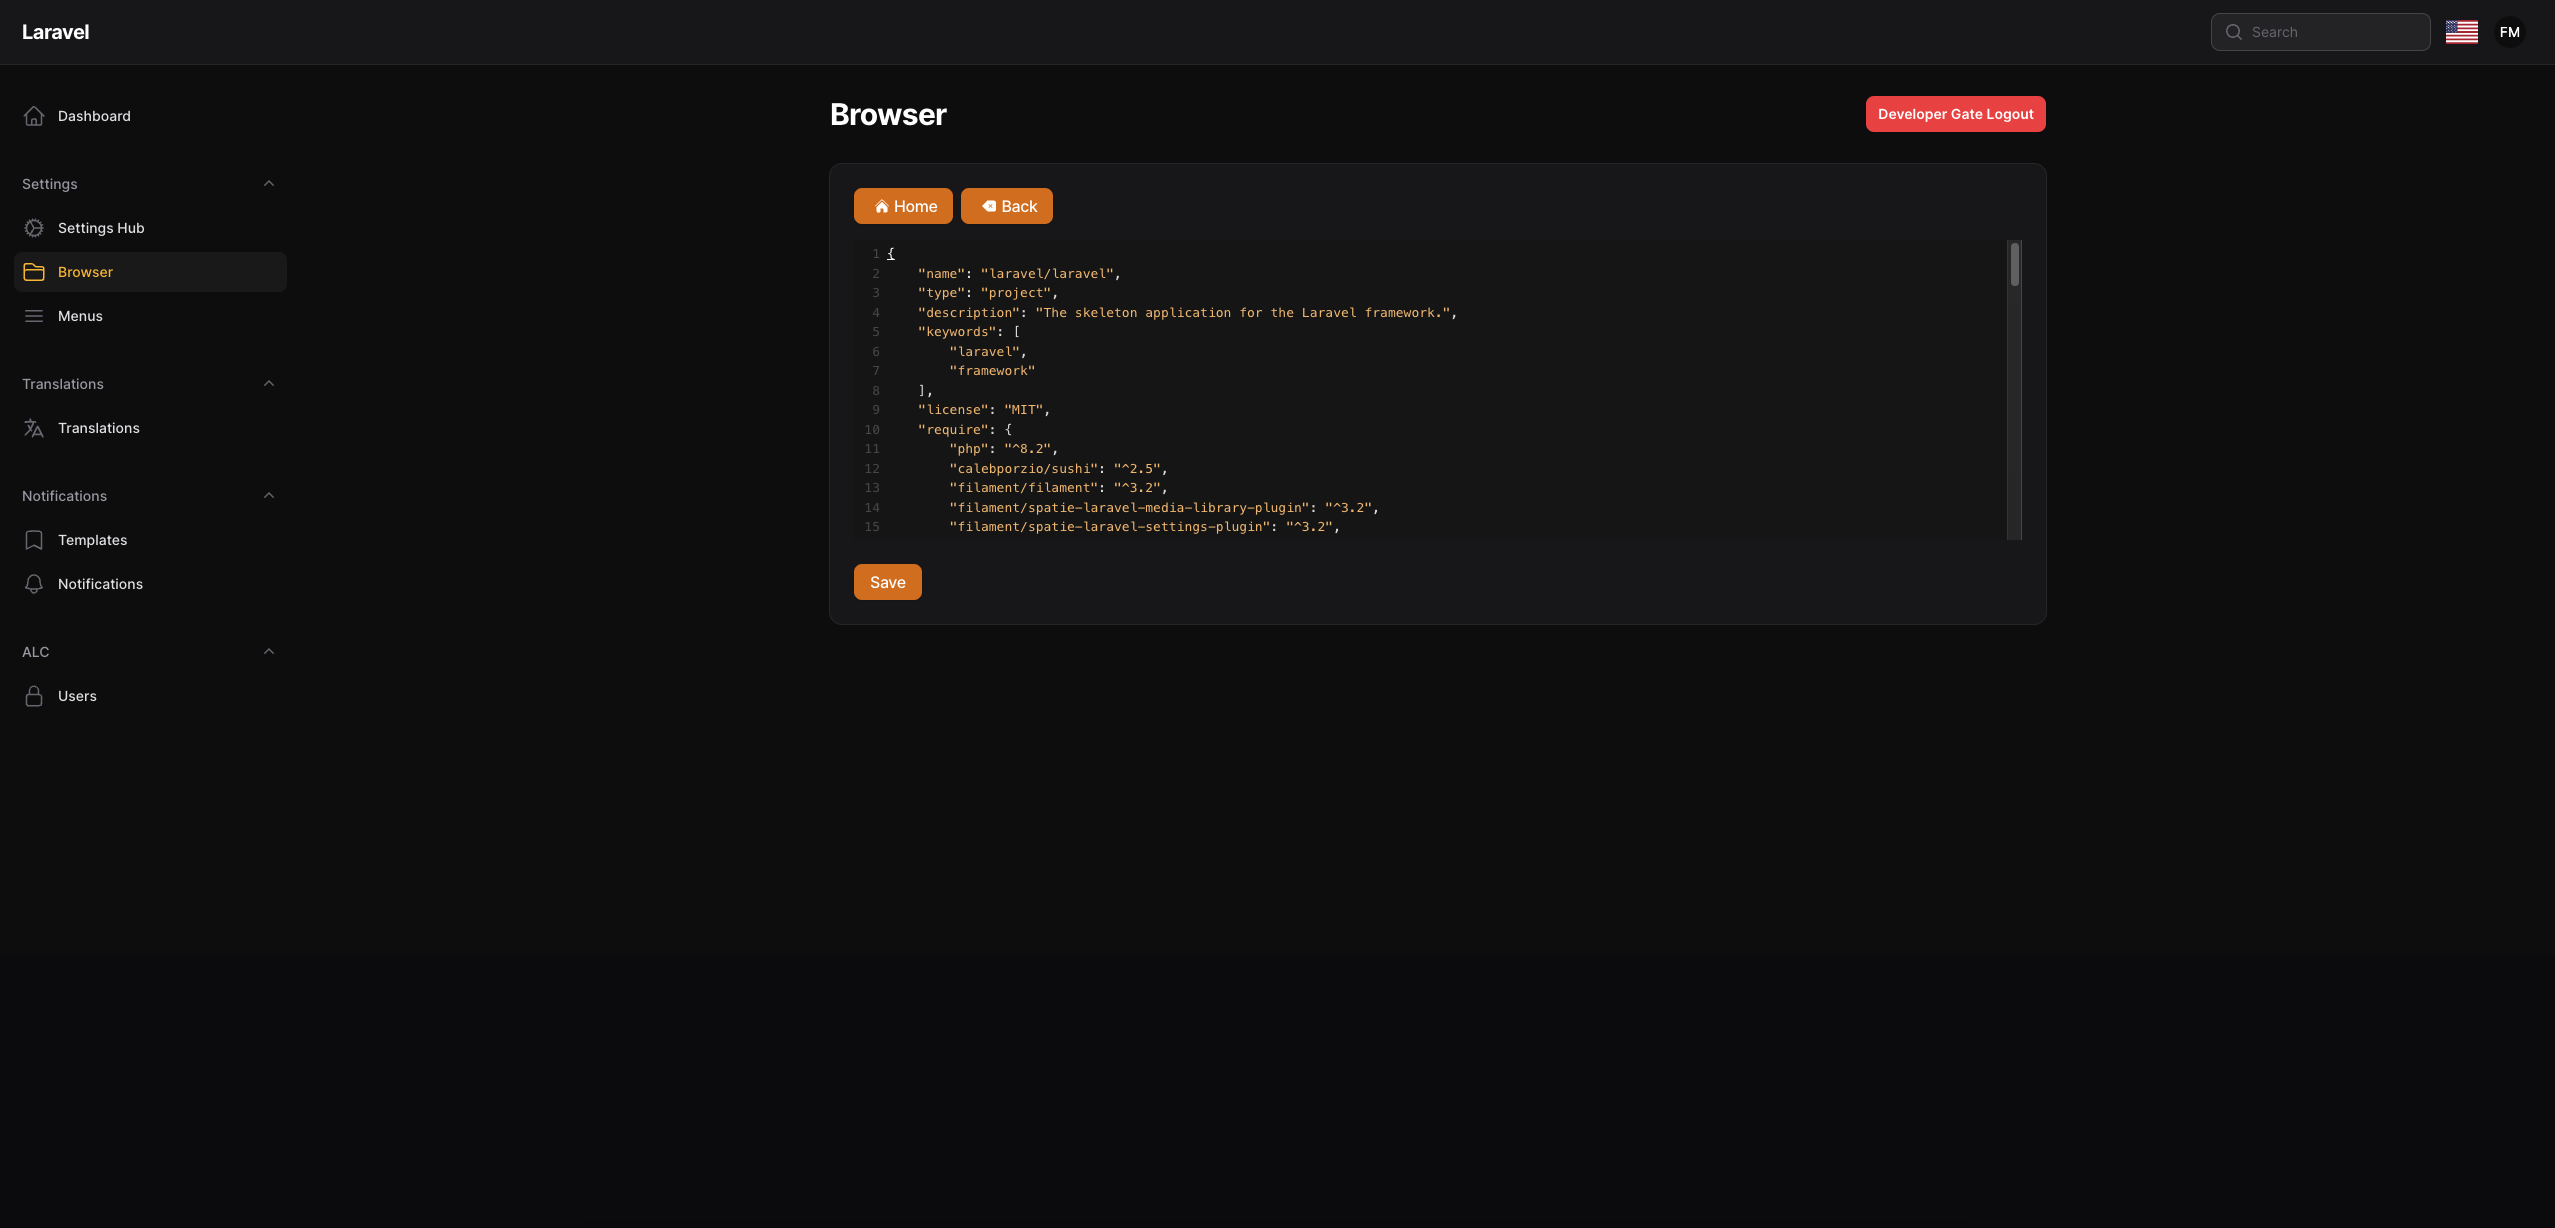 Laravel
Search
FM
Dashboard
Settings
Settings Hub
Browser
Menus
Translations
Translations
Notifications
Templates
Notifications
ALC
Users
Browser
Developer Gate Logout
Home
Back
1 {
2     "name": "laravel/laravel",
3     "type": "project",
4     "description": "The skeleton application for the Laravel framework.",
5     "keywords": [
6         "laravel",
7         "framework"
8     ],
9     "license": "MIT",
10     "require": {
11         "php": "^8.2",
12         "calebporzio/sushi": "^2.5",
13         "filament/filament": "^3.2",
14         "filament/spatie-laravel-media-library-plugin": "^3.2",
15         "filament/spatie-laravel-settings-plugin": "^3.2",
Save